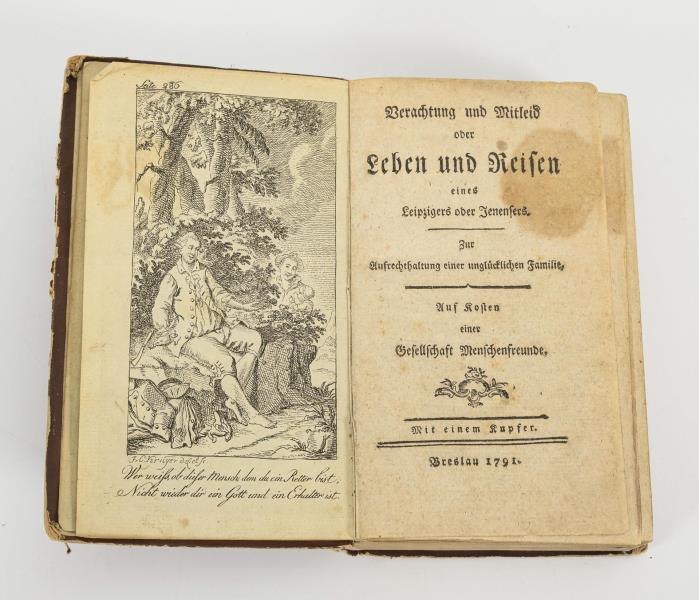 Seite 286
J. C. Krüger del et sc
Wer weiß, ob dieser Mensch, dem du ein Retter bist,
Nicht wieder dir ein Gott und ein Erhalter ist.
Verachtung und Mitleid
oder
Leben und Reisen
eines
Leipzigers oder Jenensers.
Zur
Aufrechthaltung einer unglücklichen Familie,
Auf Kosten
einer
Gesellschaft Menschenfreunde.
Mit einem Kupfer.
Breslau 1791.